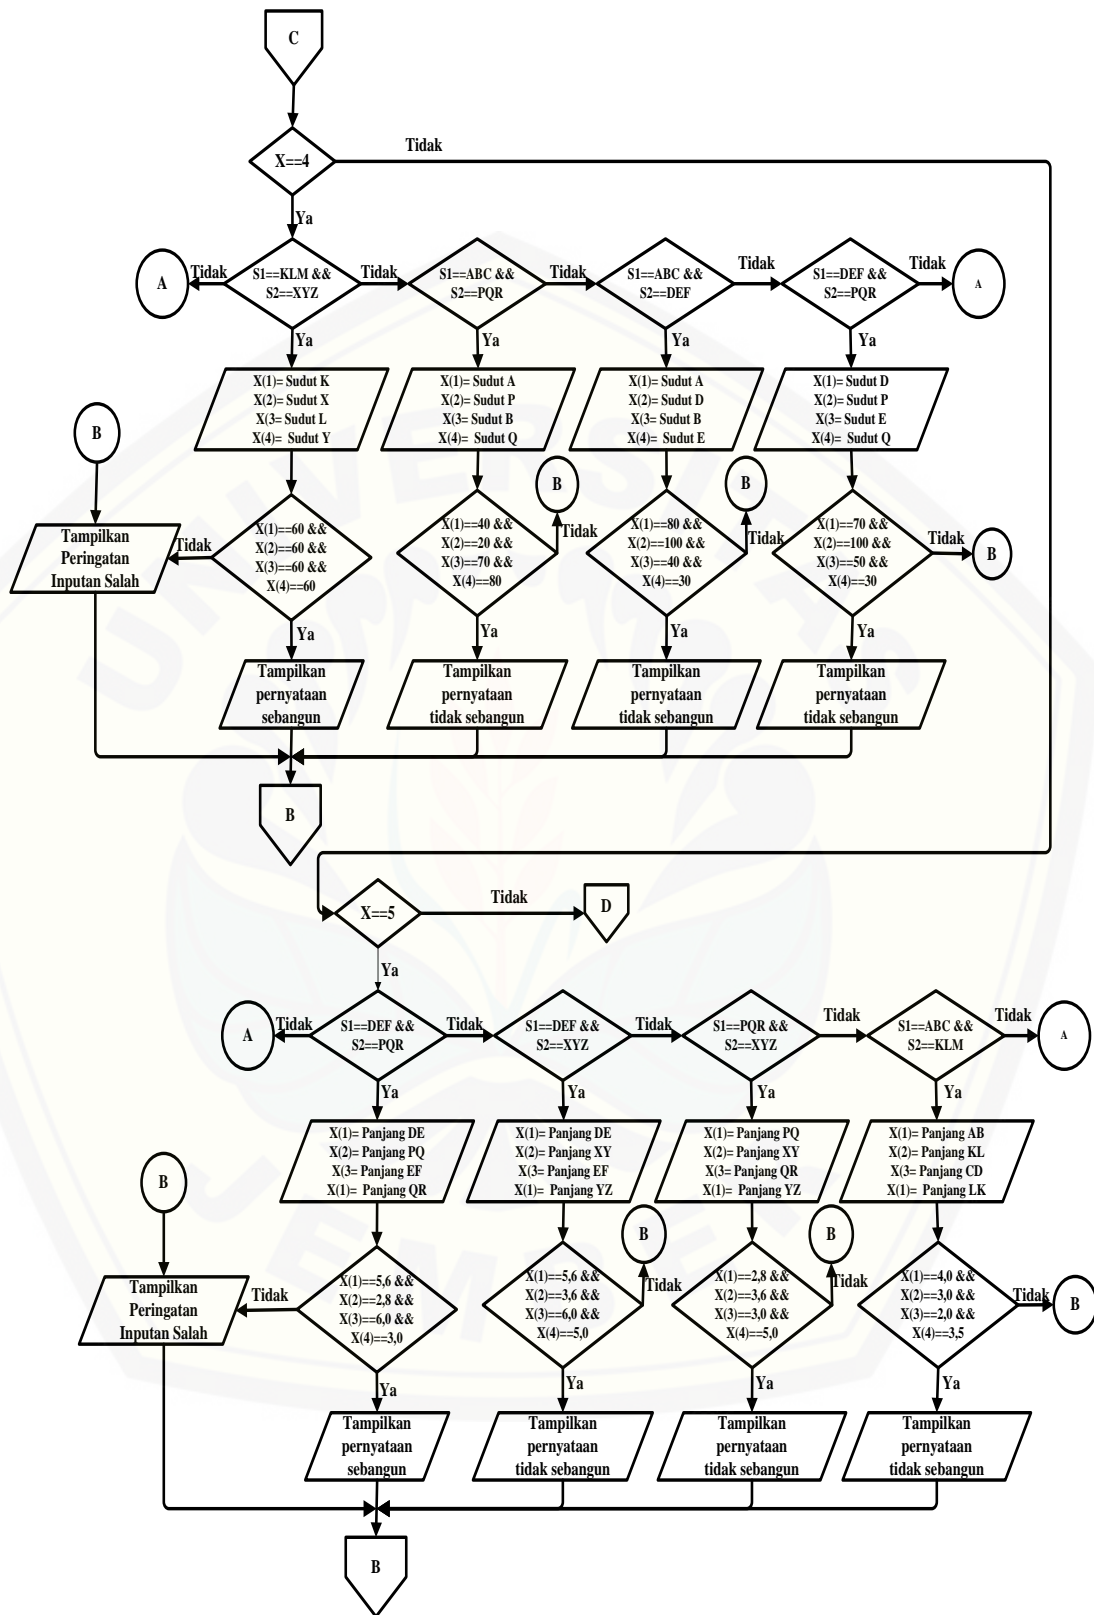 C
X==4
Tidak
Ya
A
Tidak
S1==KLM &&
S2==XYZ
Tidak
S1==ABC &&
S2==PQR
Tidak
S1==ABC &&
S2==DEF
Tidak
S1==DEF &&
S2==PQR
Tidak
A
Ya
Ya
Ya
Ya
X(1)= Sudut K
X(2)= Sudut X
X(3= Sudut L
X(4)= Sudut Y
X(1)= Sudut A
X(2)= Sudut P
X(3= Sudut B
X(4)= Sudut Q
X(1)= Sudut A
X(2)= Sudut D
X(3= Sudut B
X(4)= Sudut E
X(1)= Sudut D
X(2)= Sudut P
X(3= Sudut E
X(4)= Sudut Q
B
B
B
Tampilkan
Peringatan
Inputan Salah
Tidak
X(1)==60 &&
X(2)==60 &&
X(3)==60 &&
X(4)==60
X(1)==40 &&
X(2)==20 &&
X(3)==70 &&
X(4)==80
Tidak
X(1)==80 &&
X(2)==100 &&
X(3)==40 &&
X(4)==30
Tidak
X(1)==70 &&
X(2)==100 &&
X(3)==50 &&
X(4)==30
Tidak
B
Ya
Ya
Ya
Ya
Tampilkan
pernyataan
sebangun
Tampilkan
pernyataan
tidak sebangun
Tampilkan
pernyataan
tidak sebangun
Tampilkan
pernyataan
tidak sebangun
B
X==5
Tidak
D
Ya
A
Tidak
S1==DEF &&
S2==PQR
Tidak
S1==DEF &&
S2==XYZ
Tidak
S1==PQR &&
S2==XYZ
Tidak
S1==ABC &&
S2==KLM
Tidak
A
Ya
Ya
Ya
Ya
X(1)= Panjang DE
X(2)= Panjang PQ
X(3= Panjang EF
X(1)= Panjang QR
X(1)= Panjang DE
X(2)= Panjang XY
X(3= Panjang EF
X(1)= Panjang YZ
X(1)= Panjang PQ
X(2)= Panjang XY
X(3= Panjang QR
X(1)= Panjang YZ
X(1)= Panjang AB
X(2)= Panjang KL
X(3= Panjang CD
X(1)= Panjang LK
B
B
B
Tampilkan
Peringatan
Inputan Salah
Tidak
X(1)==5,6 &&
X(2)==2,8 &&
X(3)==6,0 &&
X(4)==3,0
X(1)==5,6 &&
X(2)==3,6 &&
X(3)==6,0 &&
X(4)==5,0
Tidak
X(1)==2,8 &&
X(2)==3,6 &&
X(3)==3,0 &&
X(4)==5,0
Tidak
X(1)==4,0 &&
X(2)==3,0 &&
X(3)==2,0 &&
X(4)==3,5
Tidak
B
Ya
Ya
Ya
Ya
Tampilkan
pernyataan
sebangun
Tampilkan
pernyataan
tidak sebangun
Tampilkan
pernyataan
tidak sebangun
Tampilkan
pernyataan
tidak sebangun
B
UNIVERSITAS
JEMBER